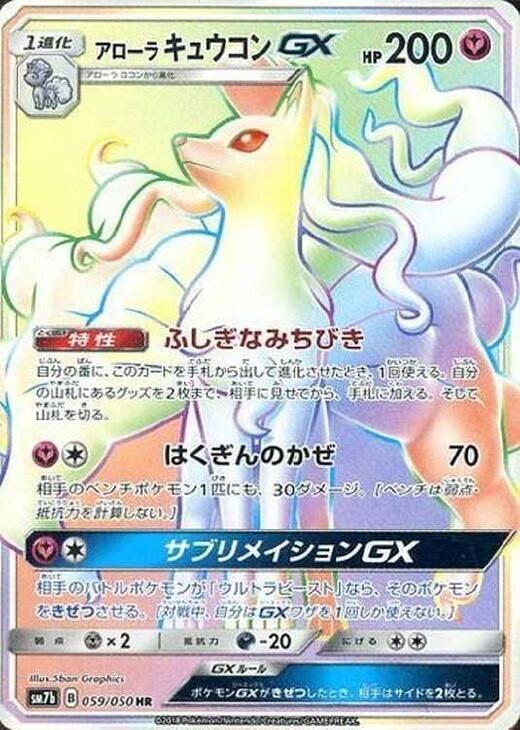 1進化
アローラ キュウコンGX
HP200
アローラ ロコンから進化
特性 ふしぎなみちびき
自分の番に、このカードを手札から出して進化させたとき、1回使える。自分
の山札にあるグッズを2枚まで、相手に見せてから、手札に加える。そして
山札を切る。
はくぎんのかぜ 70
相手のベンチポケモン1匹にも、30ダメージ。[ベンチは弱点・
抵抗力を計算しない。]
サブリメイションGX
相手のバトルポケモンが「ウルトラビースト」なら、そのポケモン
をきぜつさせる。[対戦中、自分はGXワザを1回しか使えない。]
弱点 ×2 抵抗力 -20 にげる
Illus.5ban Graphics
GXルール
sm7b B 059/050 HR
ポケモンGXがきぜつしたとき、相手はサイドを2枚とる。
©2018 Pokémon/Nintendo/Creatures/GAMEFREAK.